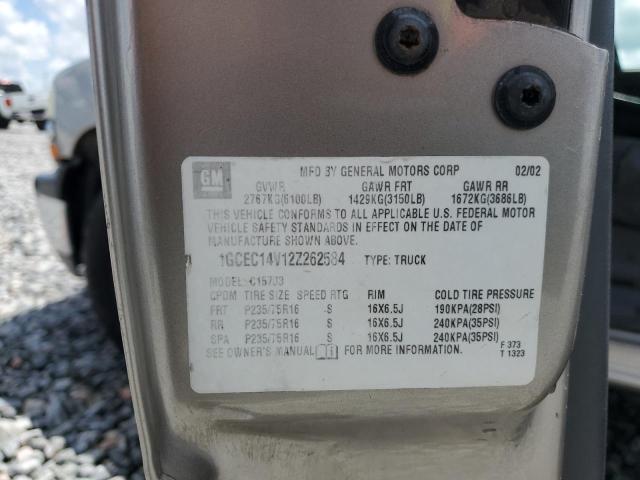 GM MFD BY GENERAL MOTORS CORP 02/02
GVWR GAWR FRT GAWR RR
2767KG(6100LB) 1429KG(3150LB) 1672KG(3686LB)
THIS VEHICLE CONFORMS TO ALL APPLICABLE U.S. FEDERAL MOTOR
VEHICLE SAFETY STANDARDS IN EFFECT ON THE DATE OF
MANUFACTURE SHOWN ABOVE.
1GCEC14V12Z262584 TYPE: TRUCK
MODEL: C15703
CPDM TIRE SIZE SPEED RTG RIM COLD TIRE PRESSURE
FRT P235/75R16 S 16X6.5J 190KPA(28PSI)
RR P235/75R16 S 16X6.5J 240KPA(35PSI)
SPA P235/75R16 S 16X6.5J 240KPA(35PSI)
SEE OWNER'S MANUAL FOR MORE INFORMATION. F 373
T 1323